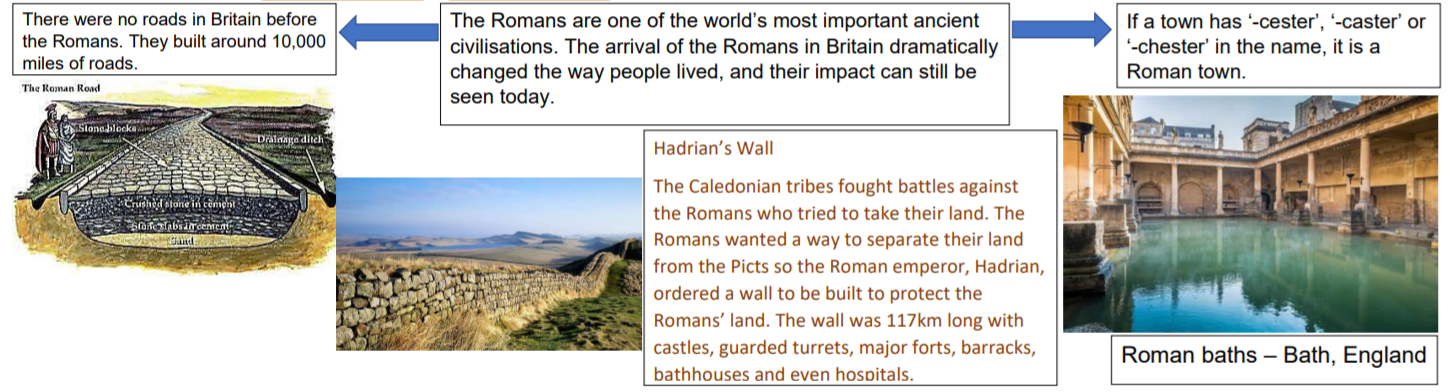 There were no roads in Britain before
the Romans. They built around 10,000
miles of roads.
The Romans are one of the world’s most important ancient
civilisations. The arrival of the Romans in Britain dramatically
changed the way people lived, and their impact can still be
seen today.
If a town has ‘-cester’, ‘-caster’ or
‘-chester’ in the name, it is a
Roman town.
The Roman Road
Stone blocks
Drainage ditch
Crushed stone in cement
Stone slabs in cement
Sand
Hadrian’s Wall
The Caledonian tribes fought battles against
the Romans who tried to take their land. The
Romans wanted a way to separate their land
from the Picts so the Roman emperor, Hadrian,
ordered a wall to be built to protect the
Romans’ land. The wall was 117km long with
castles, guarded turrets, major forts, barracks,
bathhouses and even hospitals.
Roman baths – Bath, England